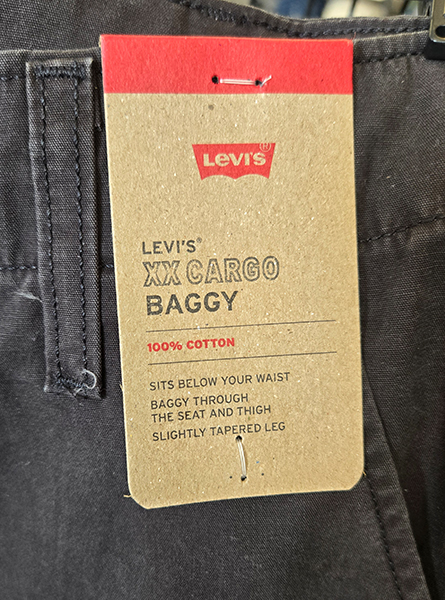 LEVI'S®
LEVI'S®
XX CARGO
BAGGY
100% COTTON
SITS BELOW YOUR WAIST
BAGGY THROUGH
THE SEAT AND THIGH
SLIGHTLY TAPERED LEG